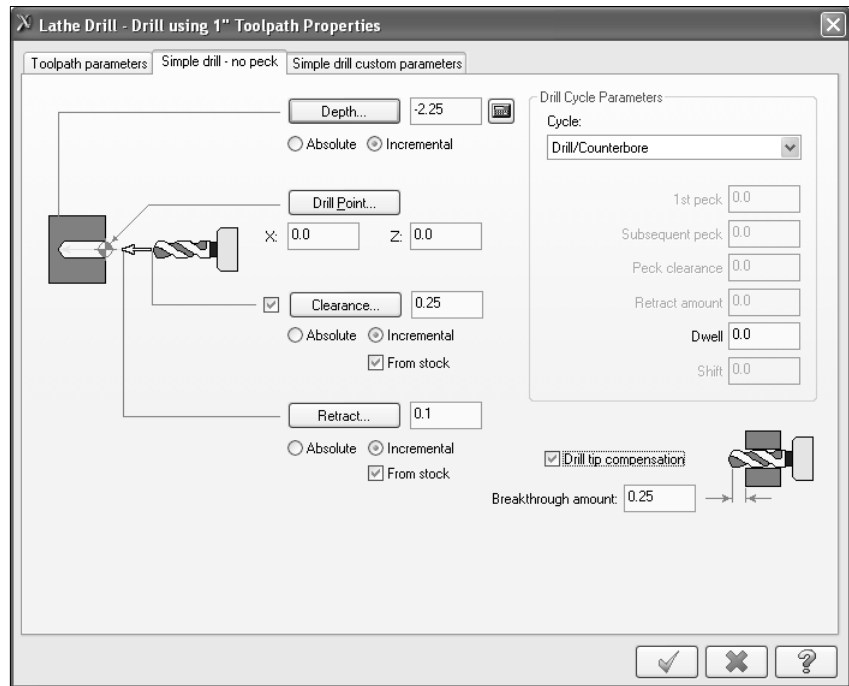 Lathe Drill - Drill using 1" Toolpath Properties
Toolpath parameters
Simple drill - no peck
Simple drill custom parameters
Depth...
-2.25
Absolute
Incremental
Drill Point...
X:
0.0
Z:
0.0
Clearance...
0.25
Absolute
Incremental
From stock
Retract...
0.1
Absolute
Incremental
From stock
Drill Cycle Parameters
Cycle:
Drill/Counterbore
1st peck
0.0
Subsequent peck
0.0
Peck clearance
0.0
Retract amount
0.0
Dwell
0.0
Shift
0.0
Drill tip compensation
Breakthrough amount:
0.25